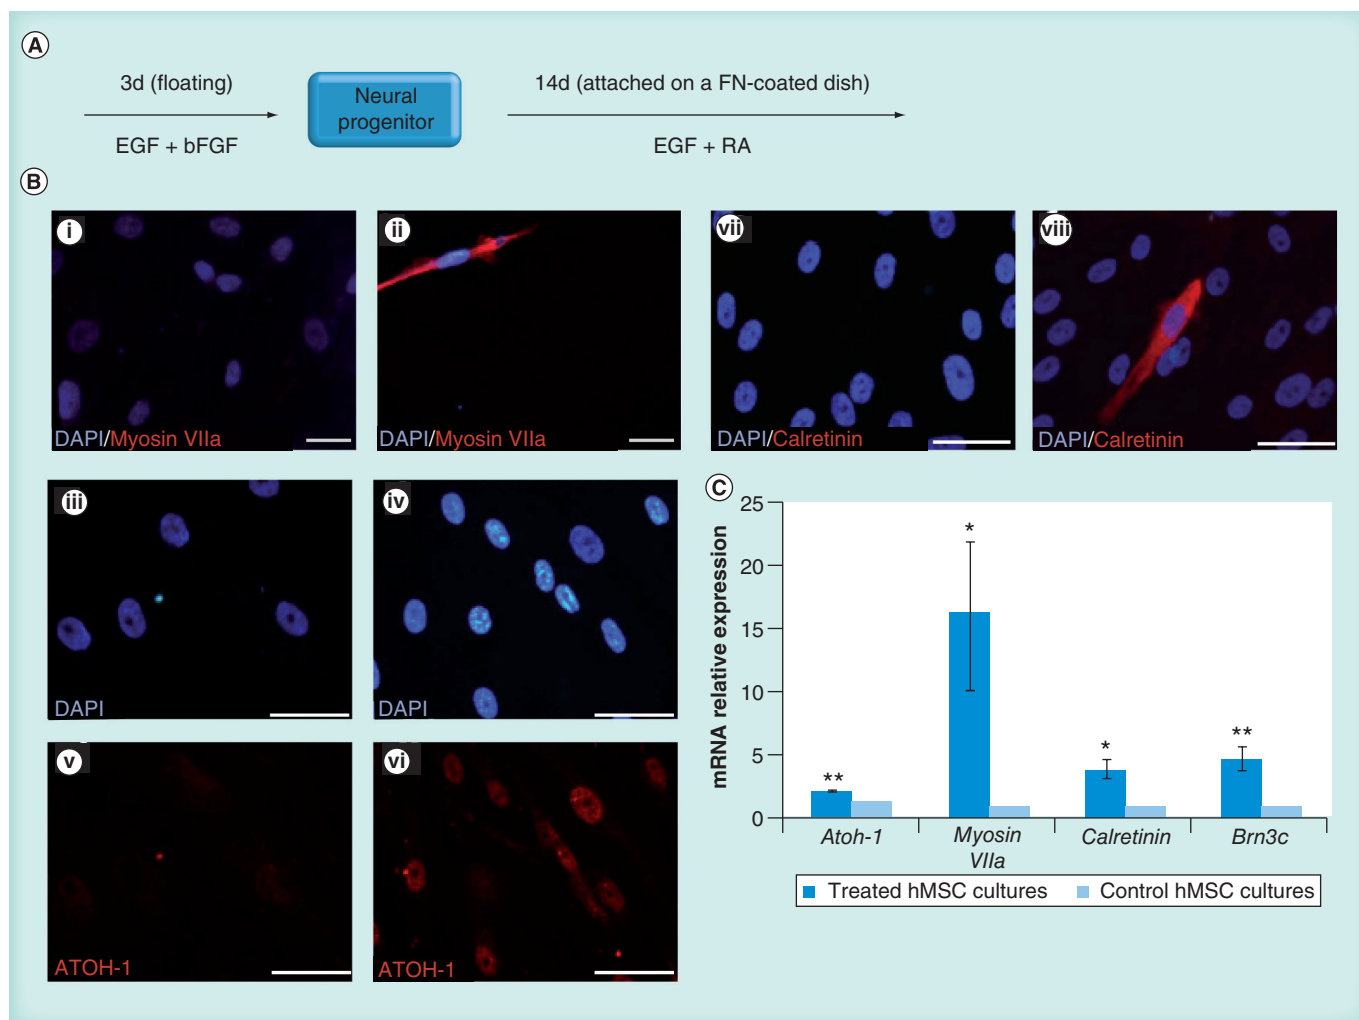 A
3d (floating)
EGF + bFGF
Neural
progenitor
14d (attached on a FN-coated dish)
EGF + RA
B
i
DAPI/Myosin VIIa
ii
DAPI/Myosin VIIa
vii
DAPI/Calretinin
viii
DAPI/Calretinin
iii
DAPI
iv
DAPI
v
ATOH-1
vi
ATOH-1
C
mRNA relative expression
25
20
15
10
5
0
**
*
*
**
Atoh-1
Myosin
VIIa
Calretinin
Brn3c
Treated hMSC cultures
Control hMSC cultures